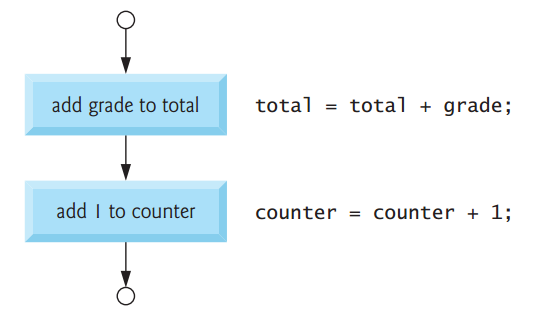 add grade to total
total = total + grade;
add 1 to counter
counter = counter + 1;